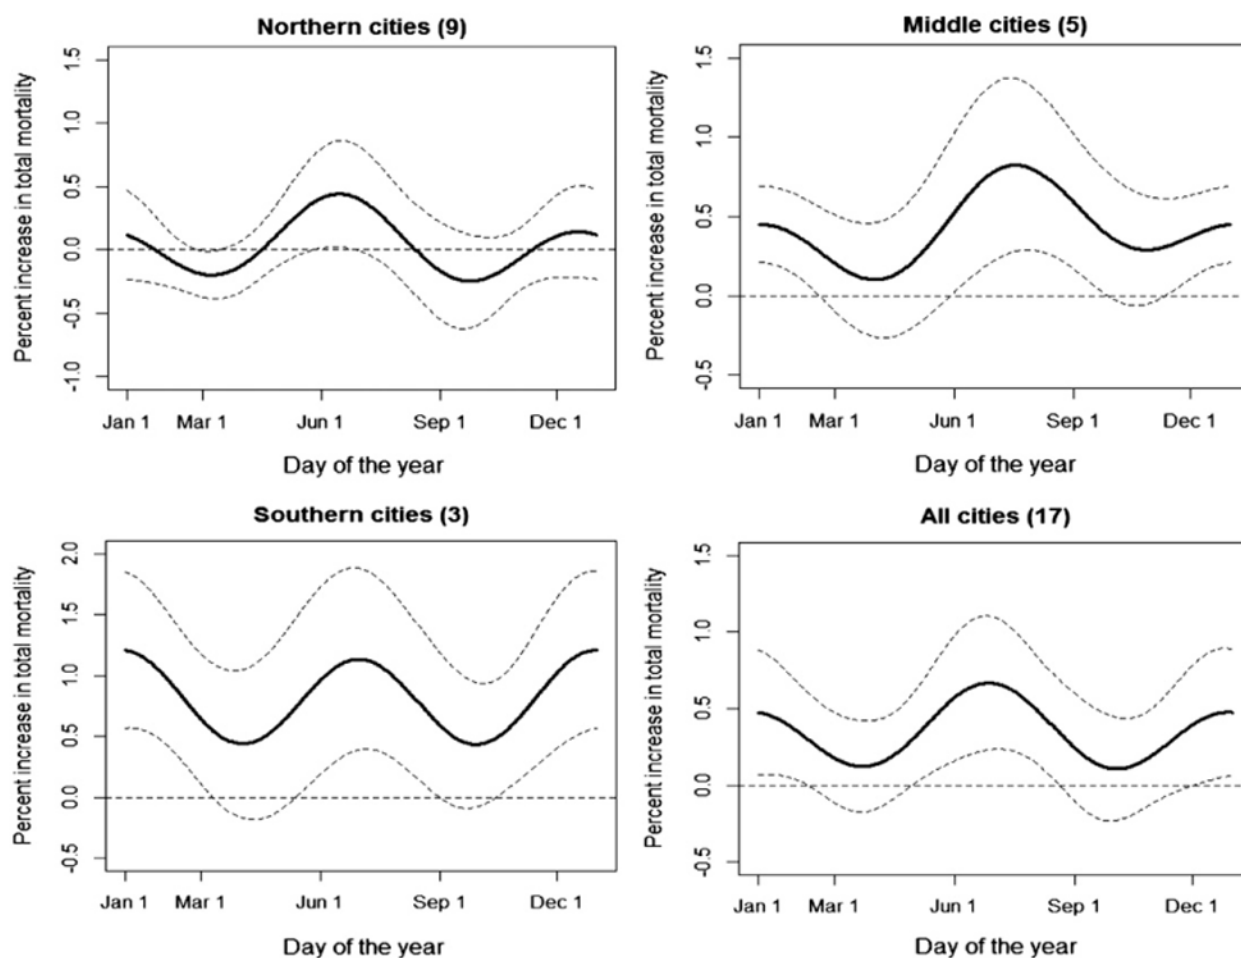 Northern cities (9)
Percent increase in total mortality
1.5
1.0
0.5
0.0
-0.5
-1.0
Jan 1 Mar 1 Jun 1 Sep 1 Dec 1
Day of the year
Middle cities (5)
Percent increase in total mortality
1.5
1.0
0.5
0.0
-0.5
Jan 1 Mar 1 Jun 1 Sep 1 Dec 1
Day of the year
Southern cities (3)
Percent increase in total mortality
2.0
1.5
1.0
0.5
0.0
-0.5
Jan 1 Mar 1 Jun 1 Sep 1 Dec 1
Day of the year
All cities (17)
Percent increase in total mortality
1.5
1.0
0.5
0.0
-0.5
Jan 1 Mar 1 Jun 1 Sep 1 Dec 1
Day of the year